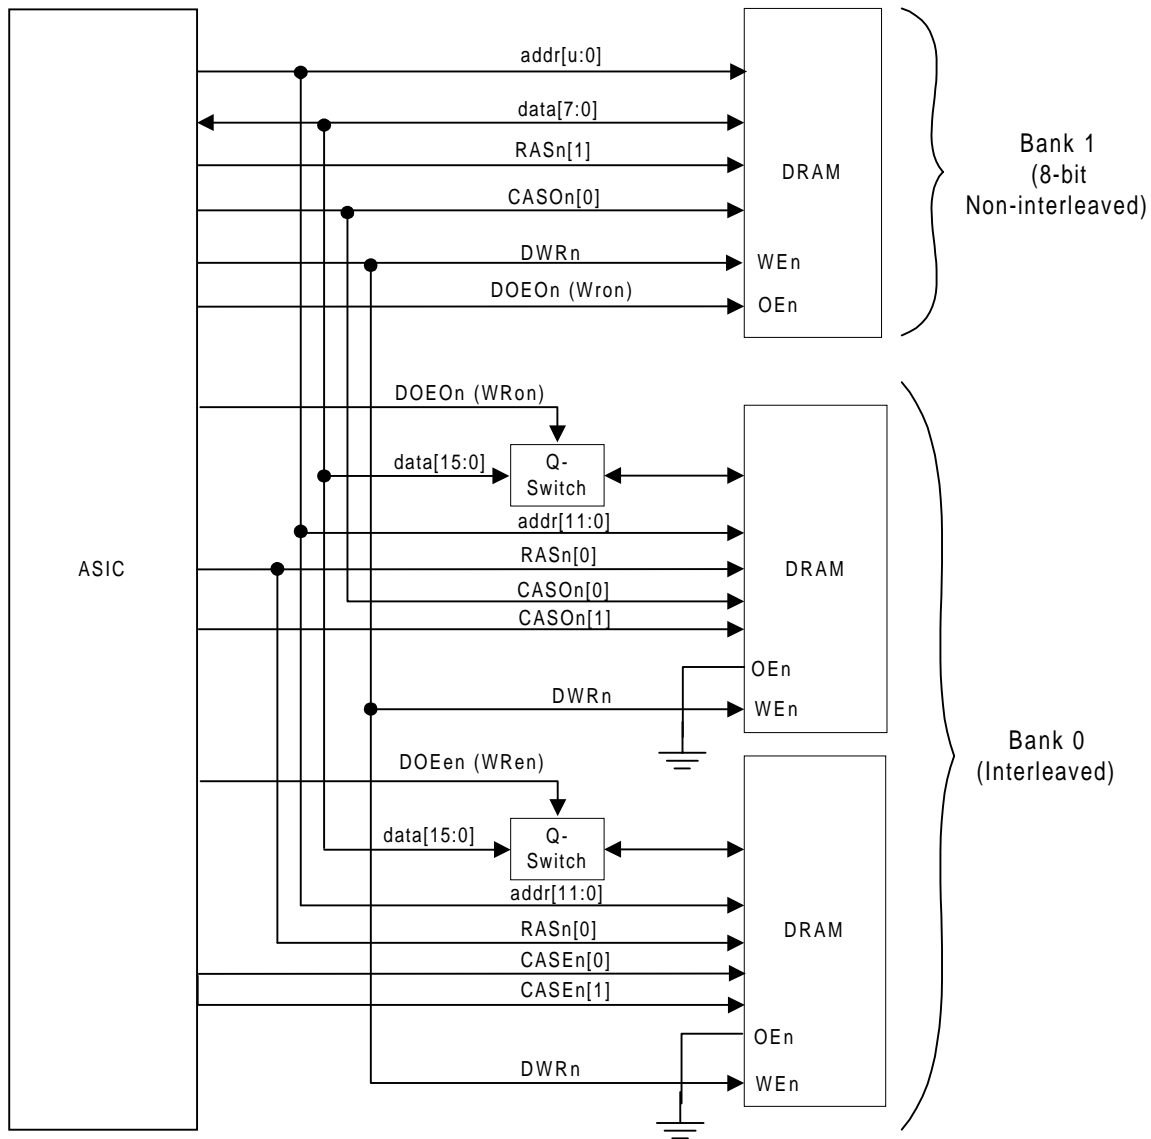 ASIC
addr[u:0]
data[7:0]
RASn[1]
CASOn[0]
DWRn
DOEOn (Wron)
DRAM
WEn
OEn
Bank 1
(8-bit
Non-interleaved)
DOEOn (WRon)
data[15:0]
Q-
Switch
addr[11:0]
RASn[0]
CASOn[0]
CASOn[1]
DWRn
DRAM
OEn
WEn
Bank 0
(Interleaved)
DOEen (WRen)
data[15:0]
Q-
Switch
addr[11:0]
RASn[0]
CASEn[0]
CASEn[1]
DWRn
DRAM
OEn
WEn